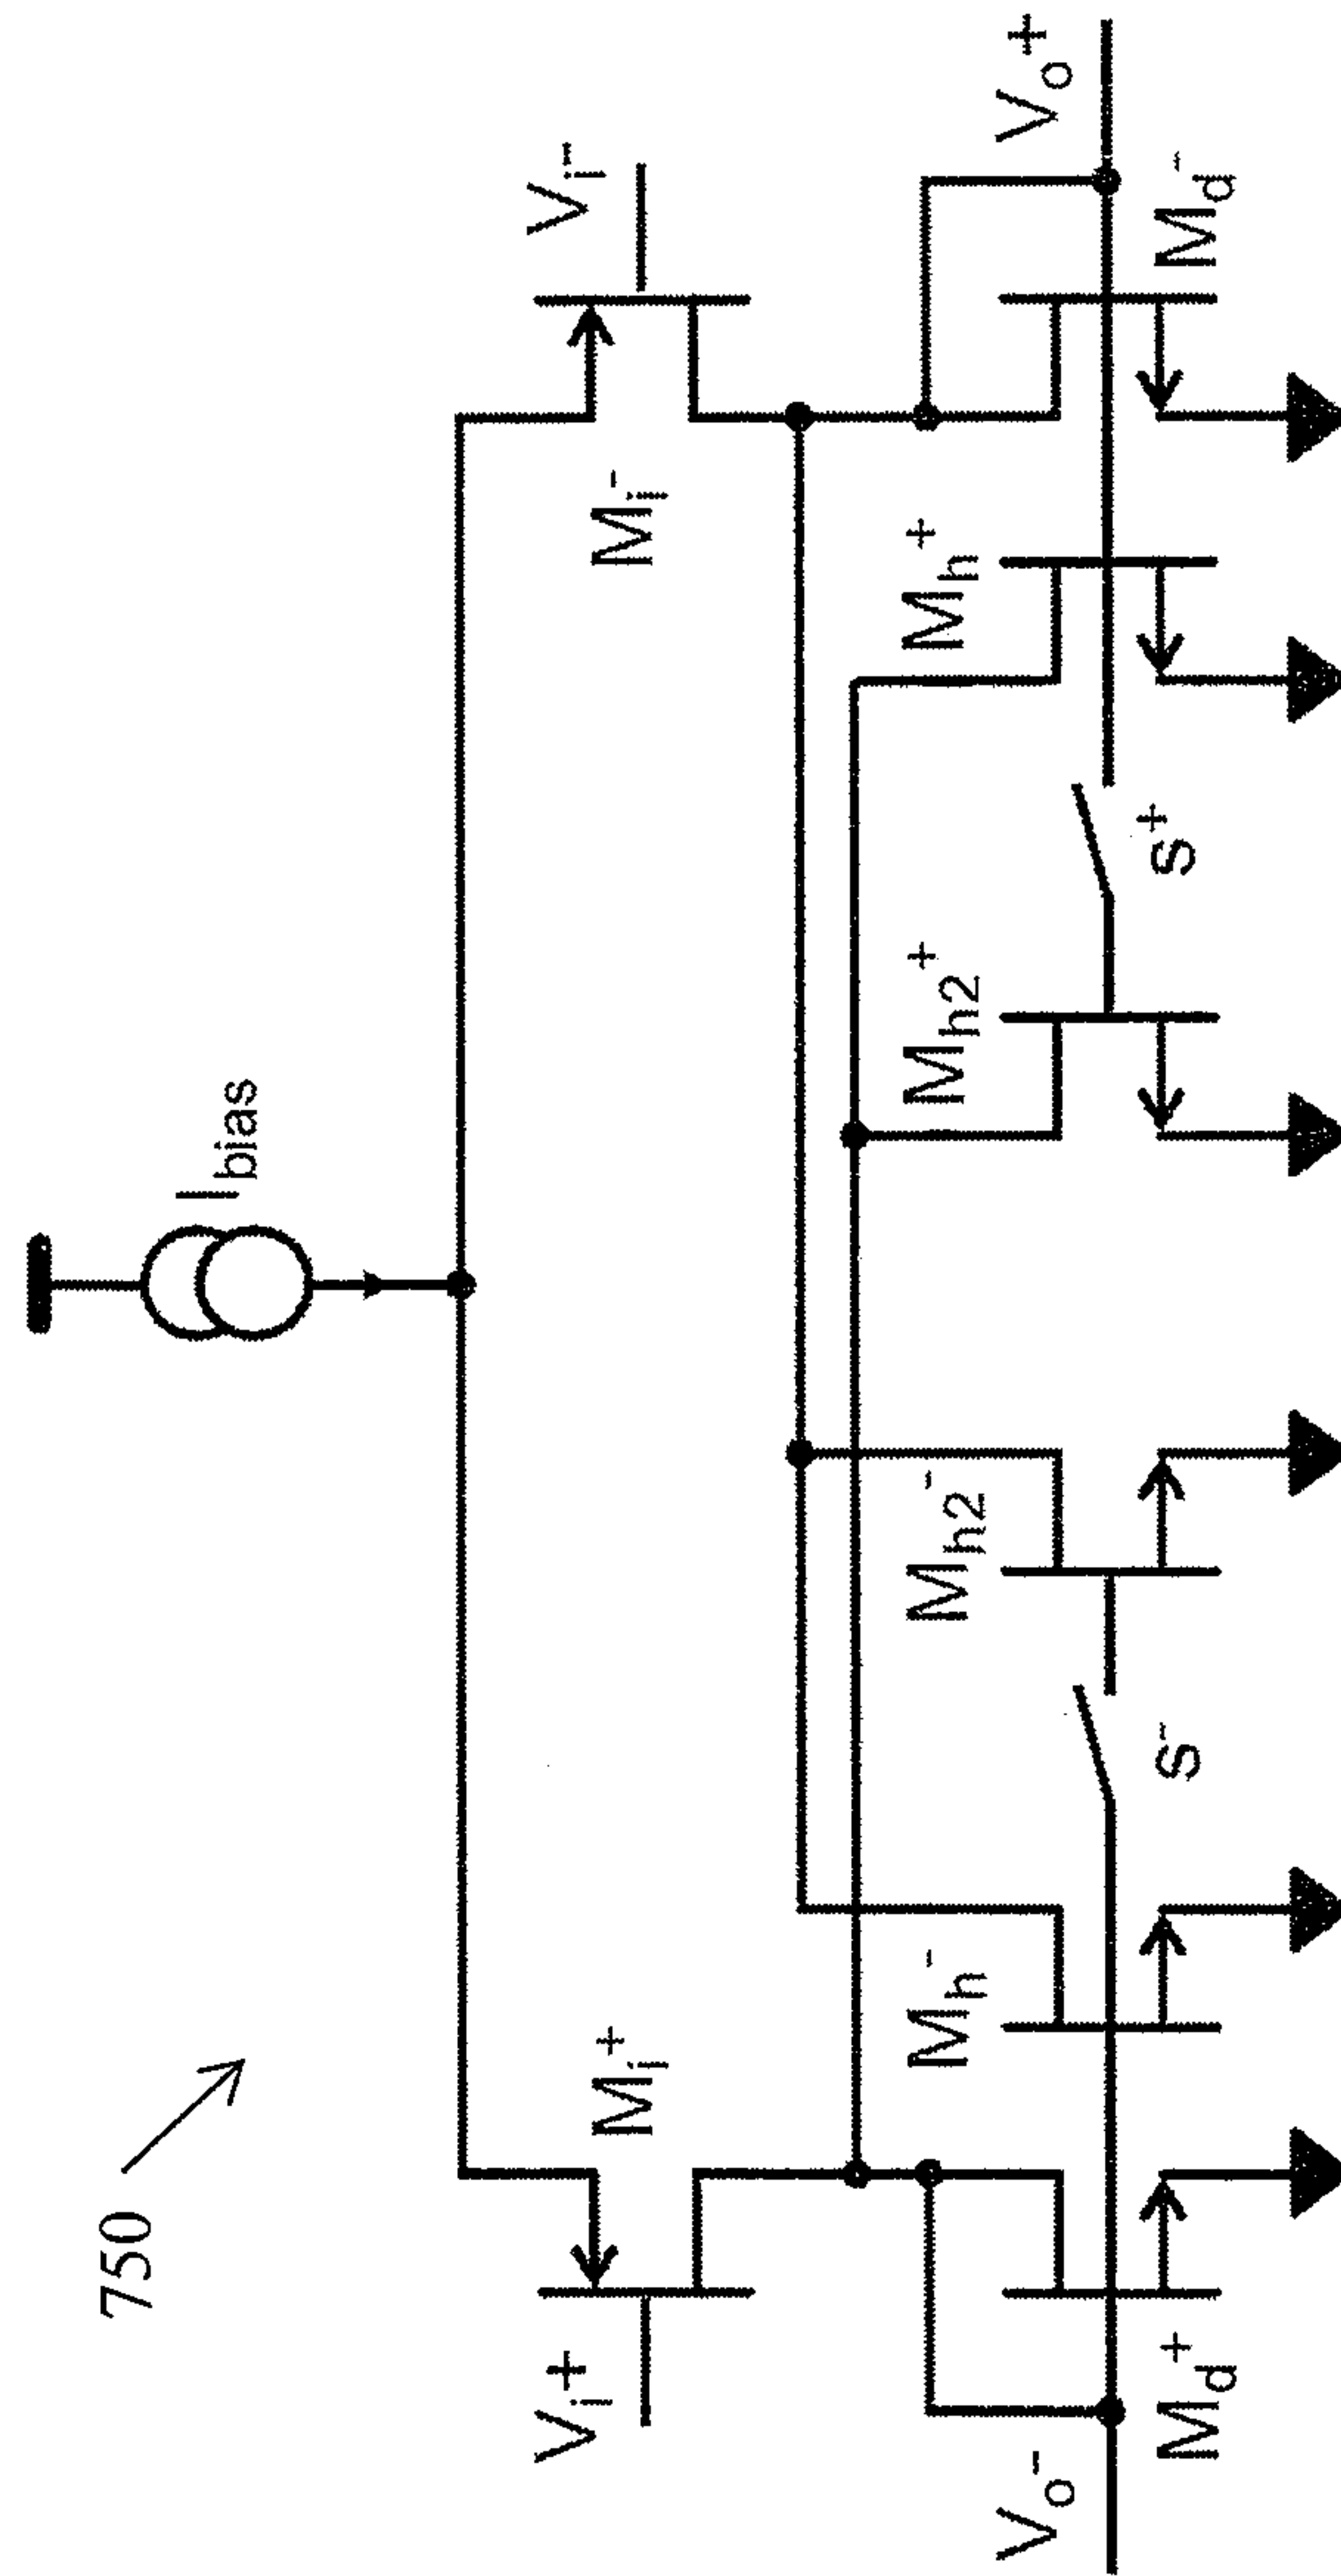 750
I_bias
V_i+
V_i-
M_i^+
M_i^-
M_h^-
M_h2^-
M_h2^+
M_h^+
V_o^-
V_o+
M_d^+
s^-
s^+
M_d^-